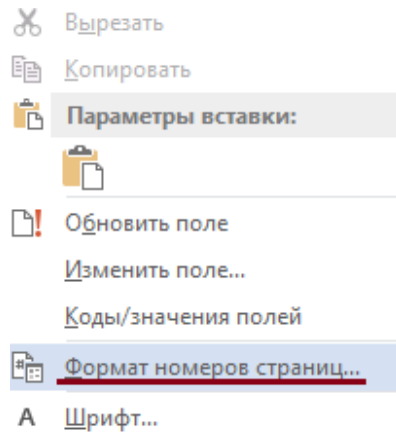 Вырезать
Копировать
Параметры вставки:
Обновить поле
Изменить поле...
Коды/значения полей
Формат номеров страниц...
Шрифт...